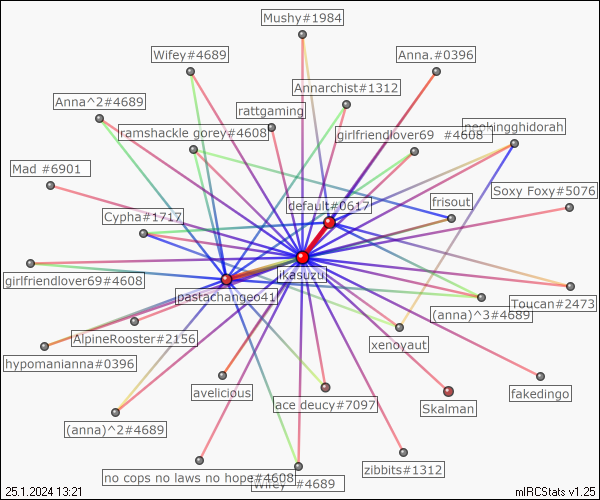 Mushy#1984
Wifey#4689
Anna.#0396
Annarchist#1312
Anna^2#4689
rattgaming
ramshackle gorey#4608
girlfriendlover69 #4608
neckingghidorah
Mad #6901
Soxy Foxy#5076
default#0617
frisout
Cypha#1717
ikasuzu
girlfriendlover69#4608
pastachangeo41
Toucan#2473
(anna)^3#4689
AlpineRooster#2156
xenoyaut
hypomanianna#0396
avelicious
fakedingo
ace deucy#7097
Skalman
(anna)^2#4689
zibbits#1312
no cops no laws no hope#4608
#4689
25.1.2024 13:21
mIRCStats v1.25